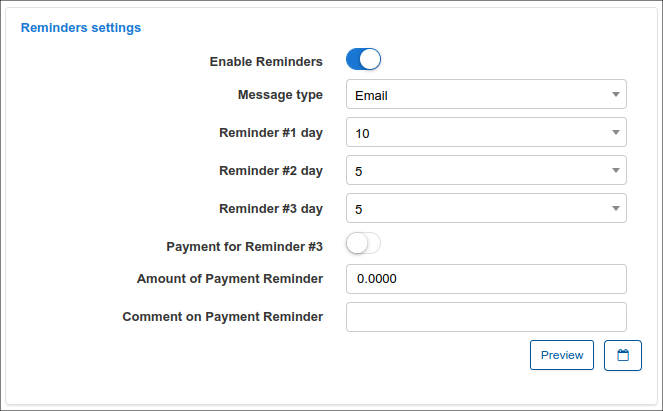 Reminders settings
Enable Reminders
Message type Email
Reminder #1 day 10
Reminder #2 day 5
Reminder #3 day 5
Payment for Reminder #3
Amount of Payment Reminder 0.0000
Comment on Payment Reminder
Preview